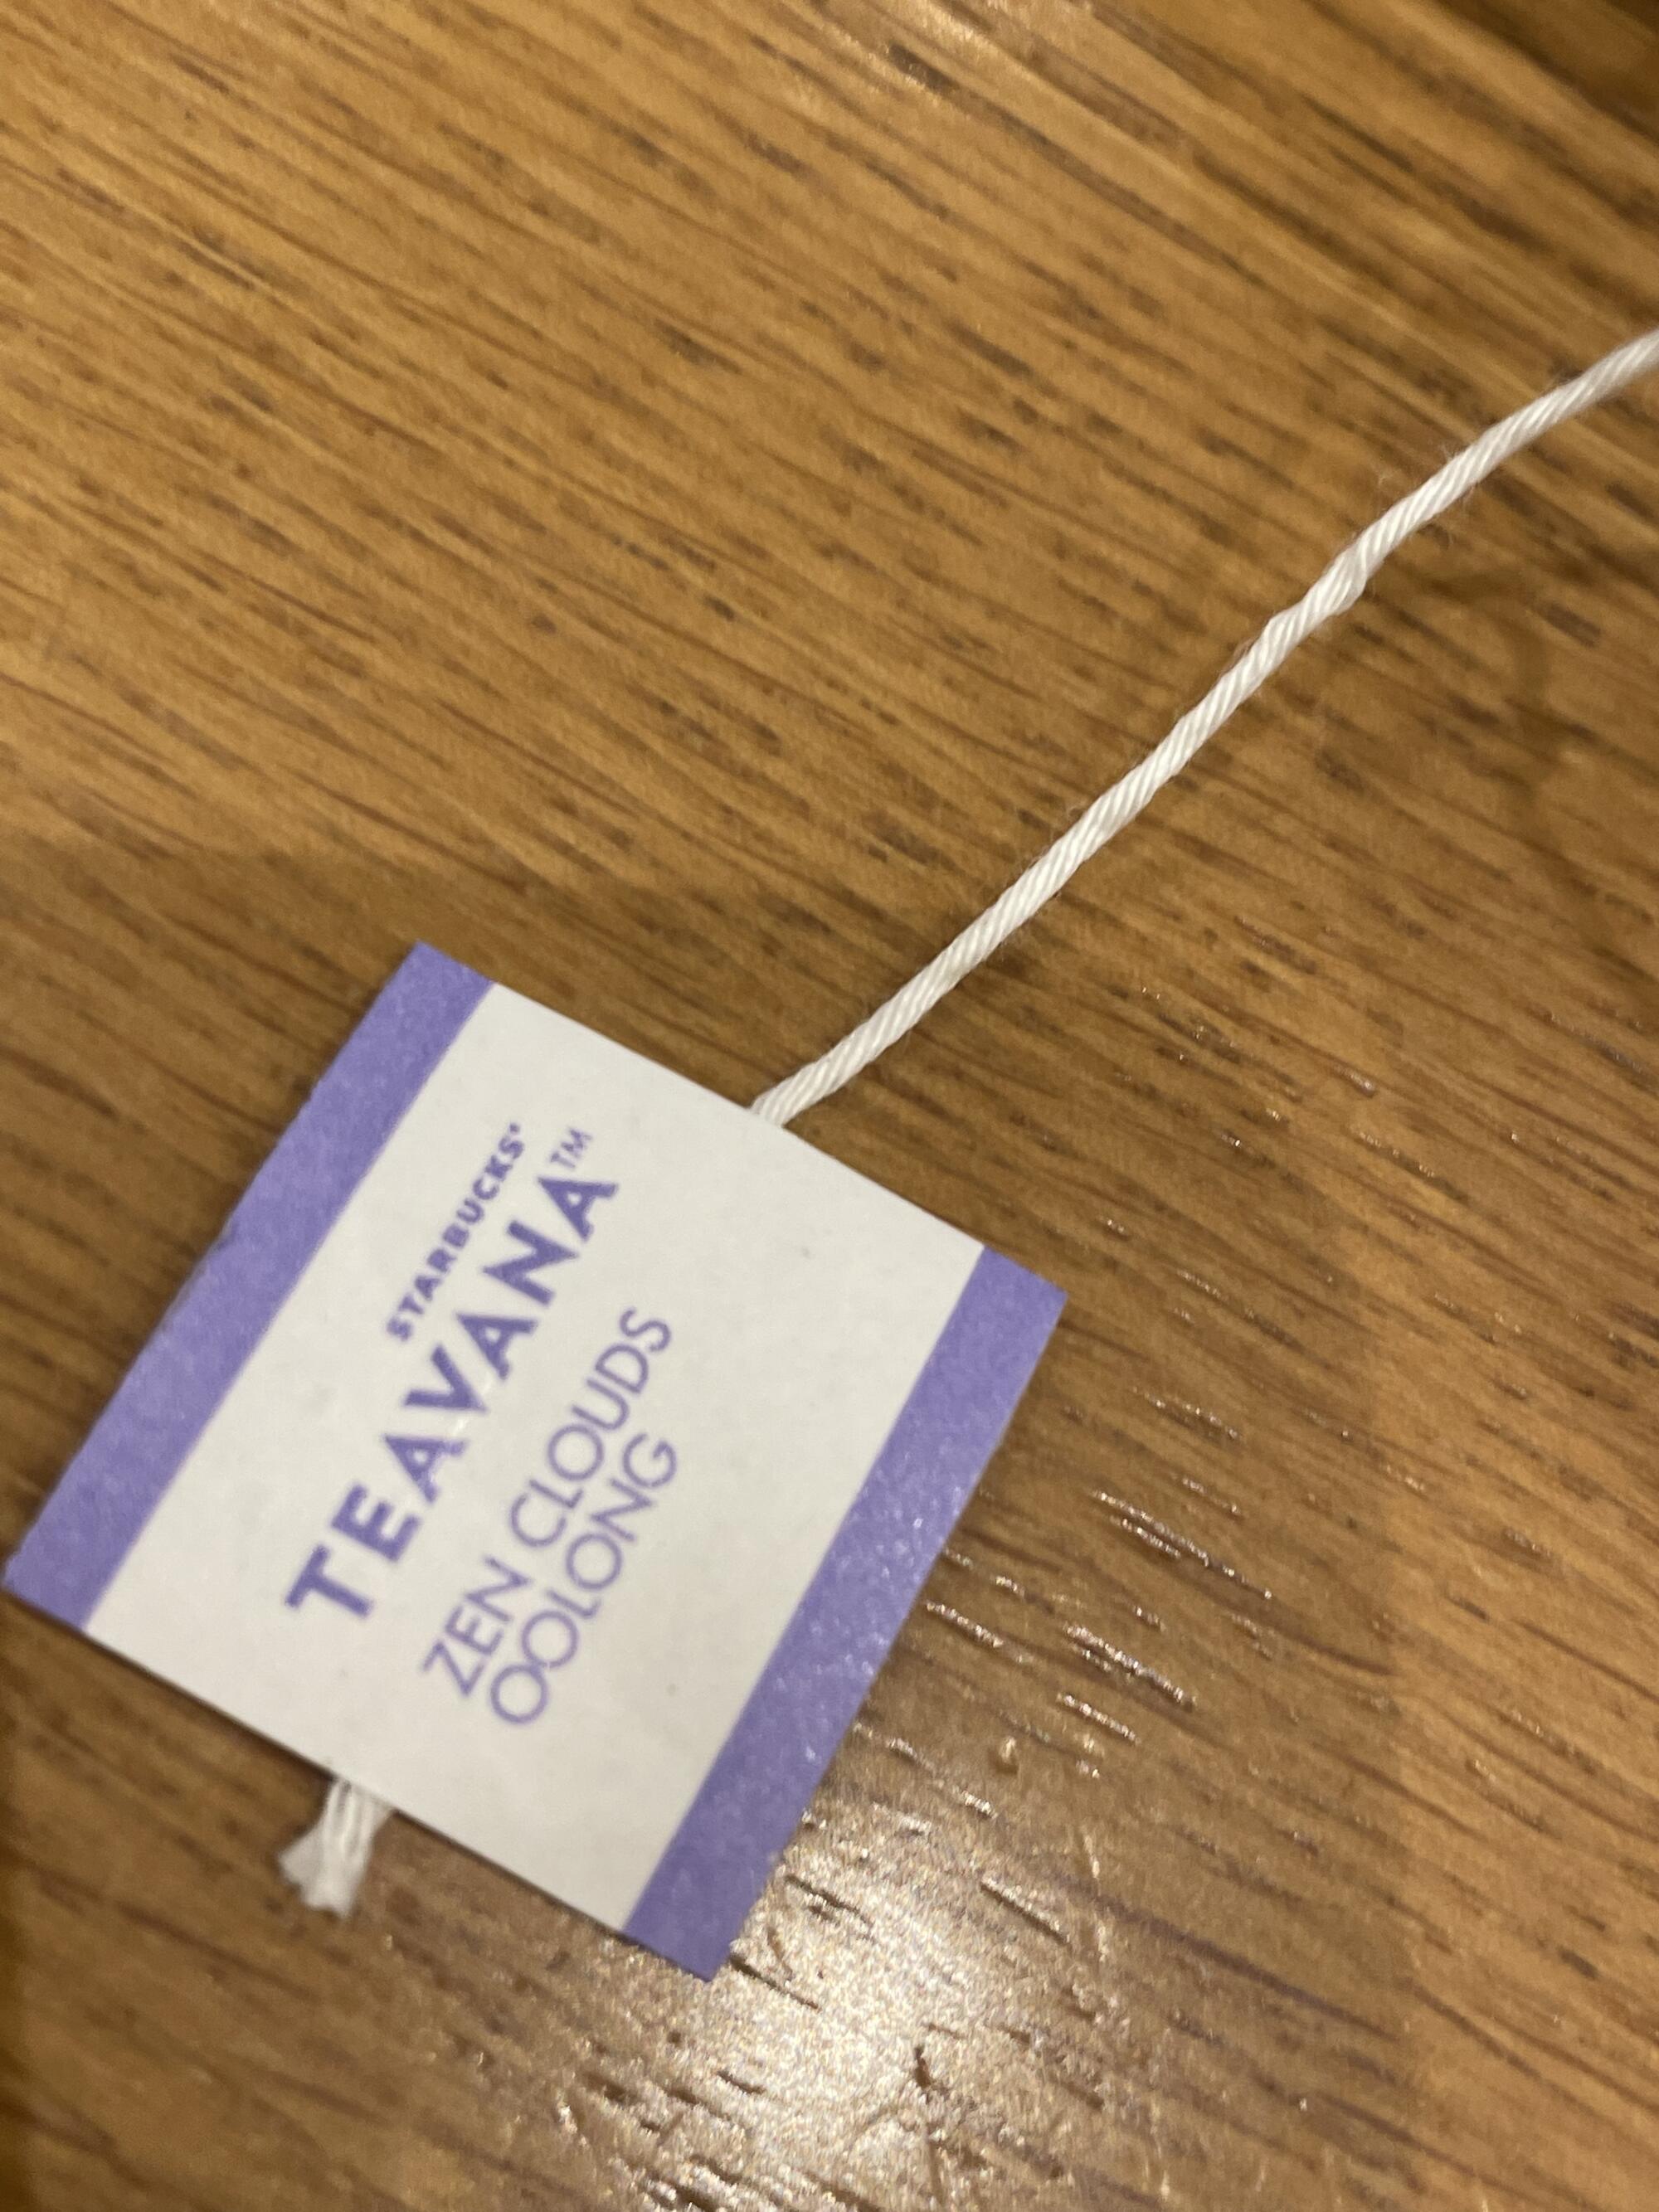 STARBUCKS®
TEAVANA™
ZEN CLOUDS
OOLONG